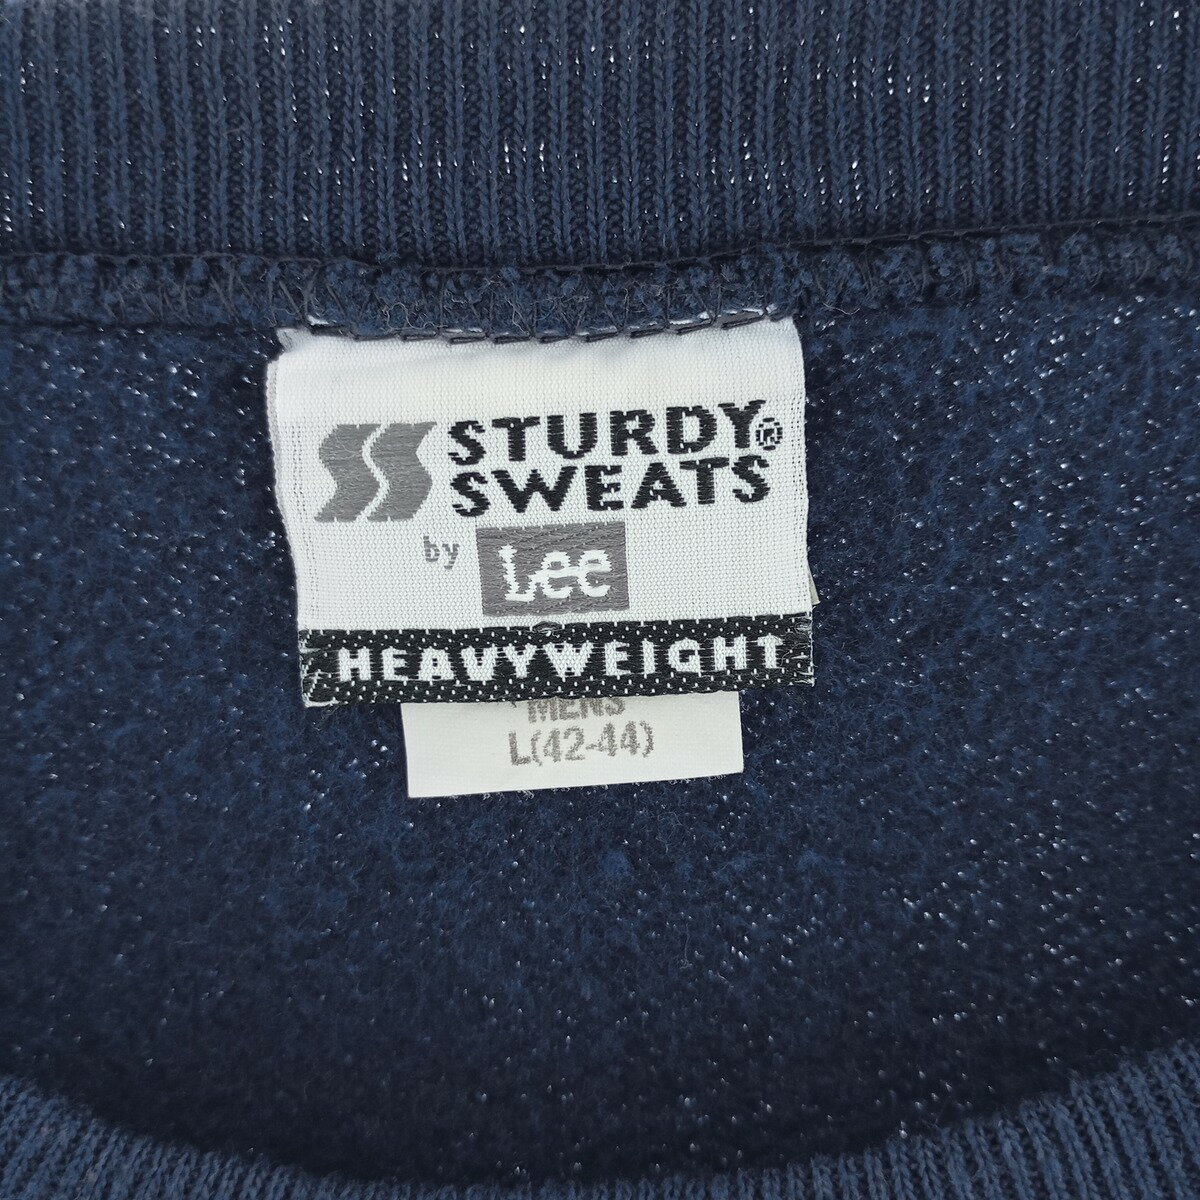 SS STURDY®
SWEATS
by Lee
HEAVYWEIGHT
MENS
L(42-44)